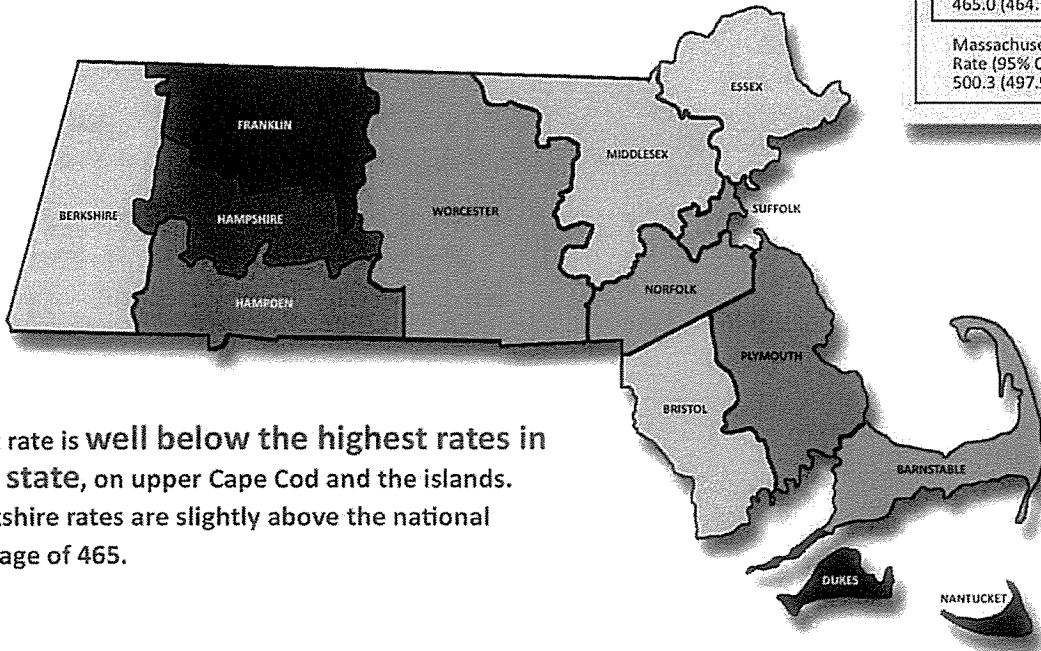 465.0 (464.
Massachuse
Rate (95% C
500.3 (497.
ESSEX
FRANKLIN
MIDDLESEX
BERKSHIRE
HAMPSHIRE
WORCESTER
SUFFOLK
NORFOLK
HAMPDEN
PLYMOUTH
BRISTOL
rate is well below the highest rates in
state, on upper Cape Cod and the islands.
BARNSTABLE
shire rates are slightly above the national
age of 465.
DUKES
NANTUCKET